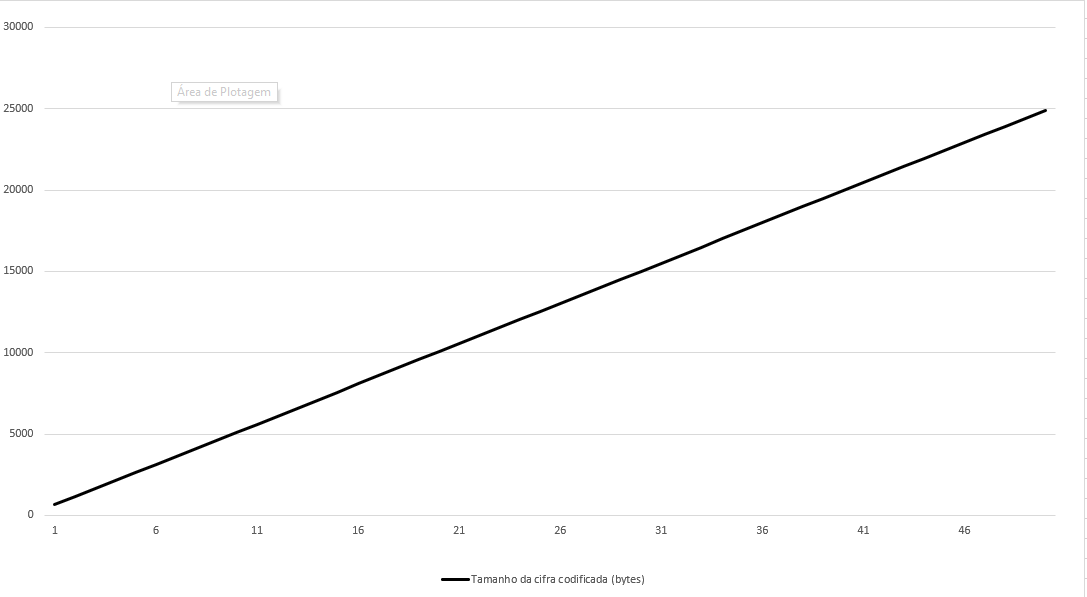 30000
Área de Plotagem
25000
20000
15000
10000
5000
0
1 6 11 16 21 26 31 36 41 46
Tamanho da cifra codificada (bytes)